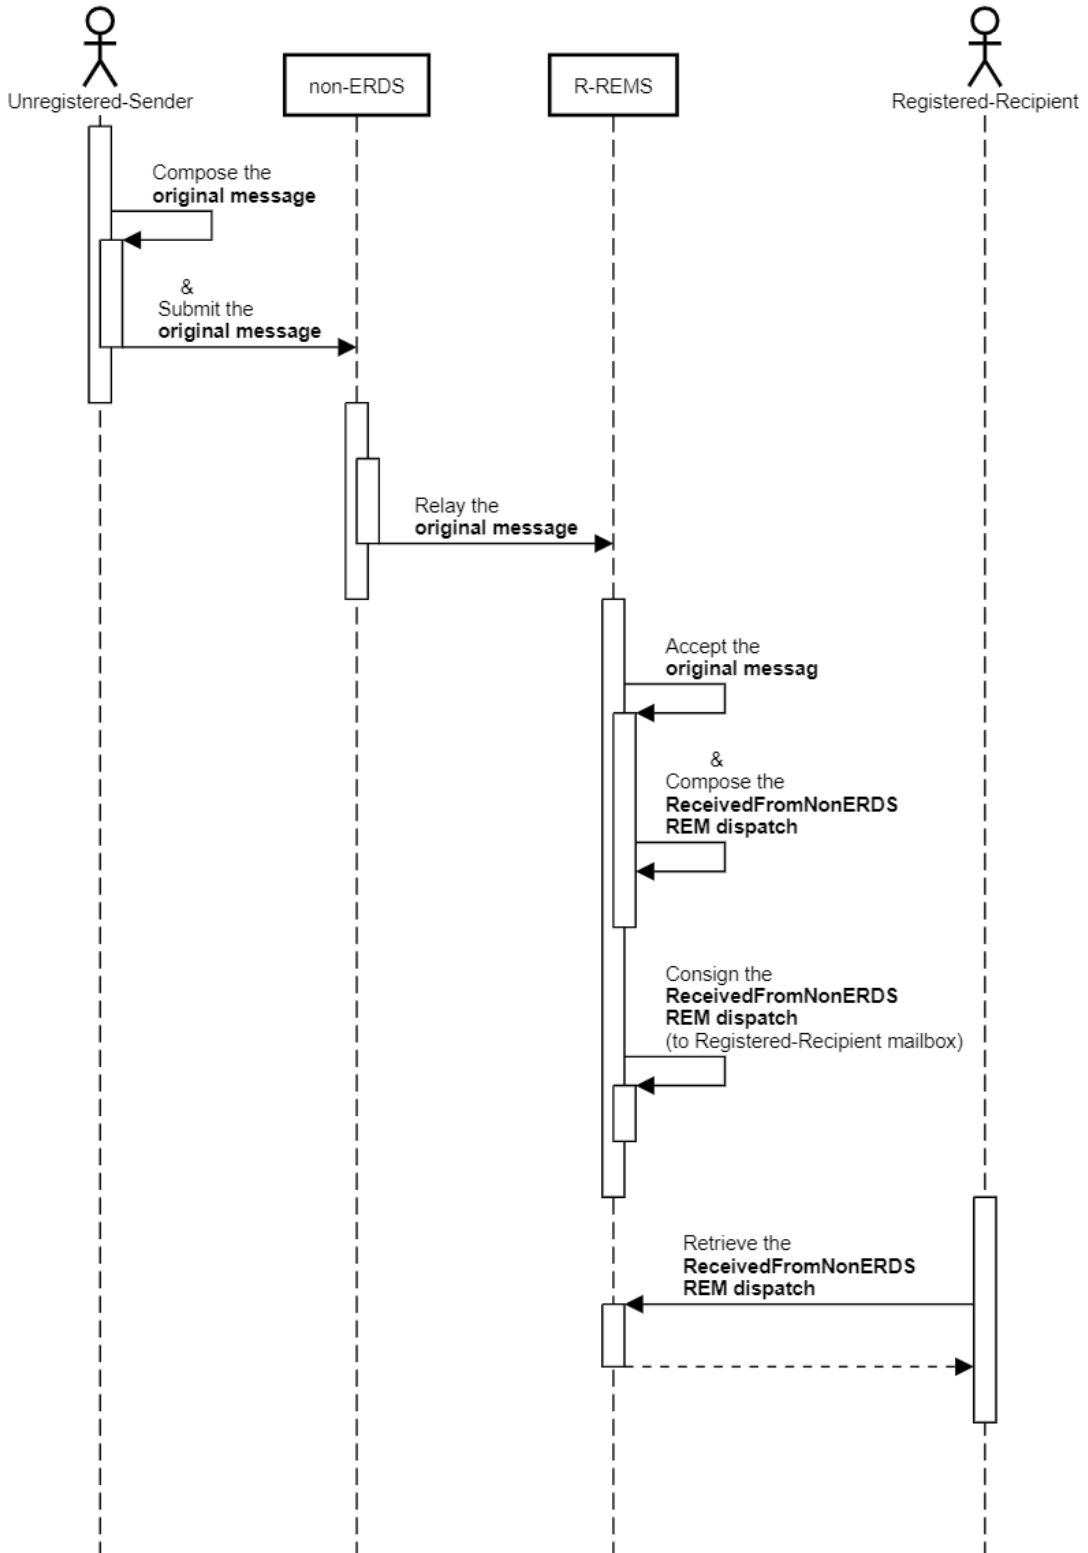 Unregistered-Sender
non-ERDS
R-REMS
Registered-Recipient
Compose the
original message
&
Submit the
original message
Relay the
original message
Accept the
original messag
&
Compose the
ReceivedFromNonERDS
REM dispatch
Consign the
ReceivedFromNonERDS
REM dispatch
(to Registered-Recipient mailbox)
Retrieve the
ReceivedFromNonERDS
REM dispatch